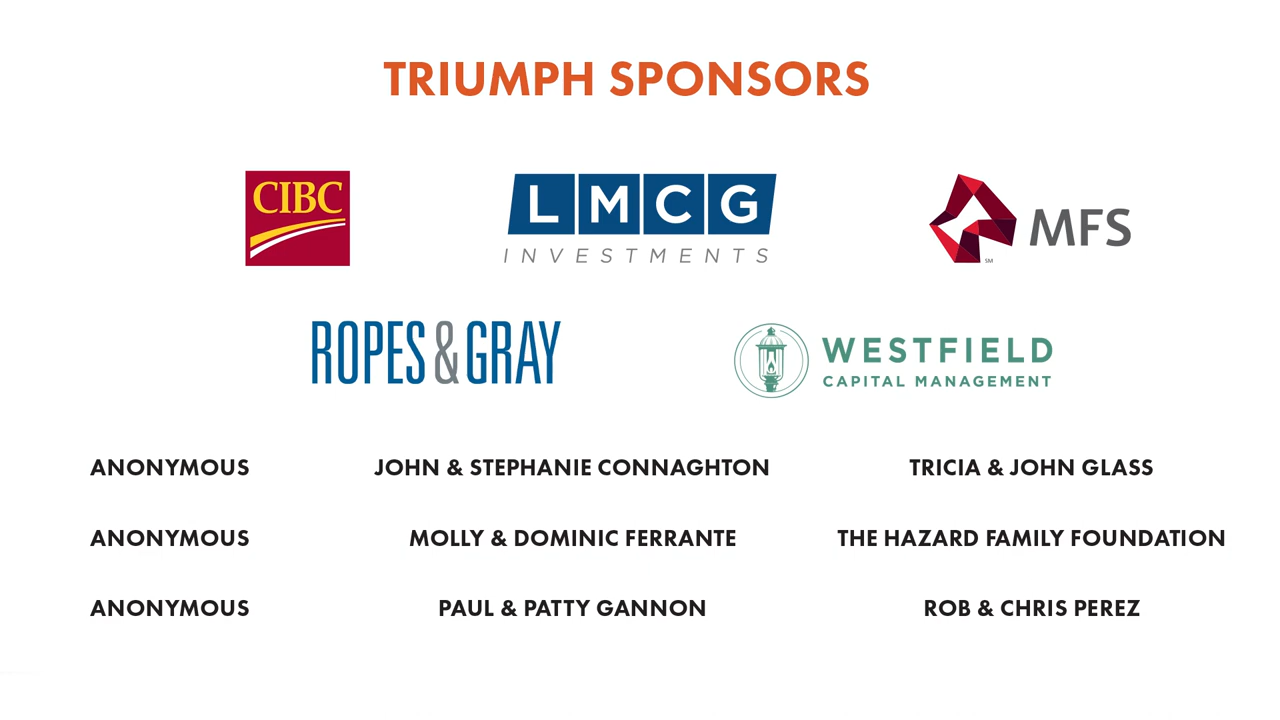 TRIUMPH SPONSORS
CIBC
LMCG
INVESTMENTS
MFS
SM
ROPES & GRAY
WESTFIELD
CAPITAL MANAGEMENT
ANONYMOUS JOHN & STEPHANIE CONNAGHTON TRICIA & JOHN GLASS
ANONYMOUS MOLLY & DOMINIC FERRANTE THE HAZARD FAMILY FOUNDATION
ANONYMOUS PAUL & PATTY GANNON ROB & CHRIS PEREZ